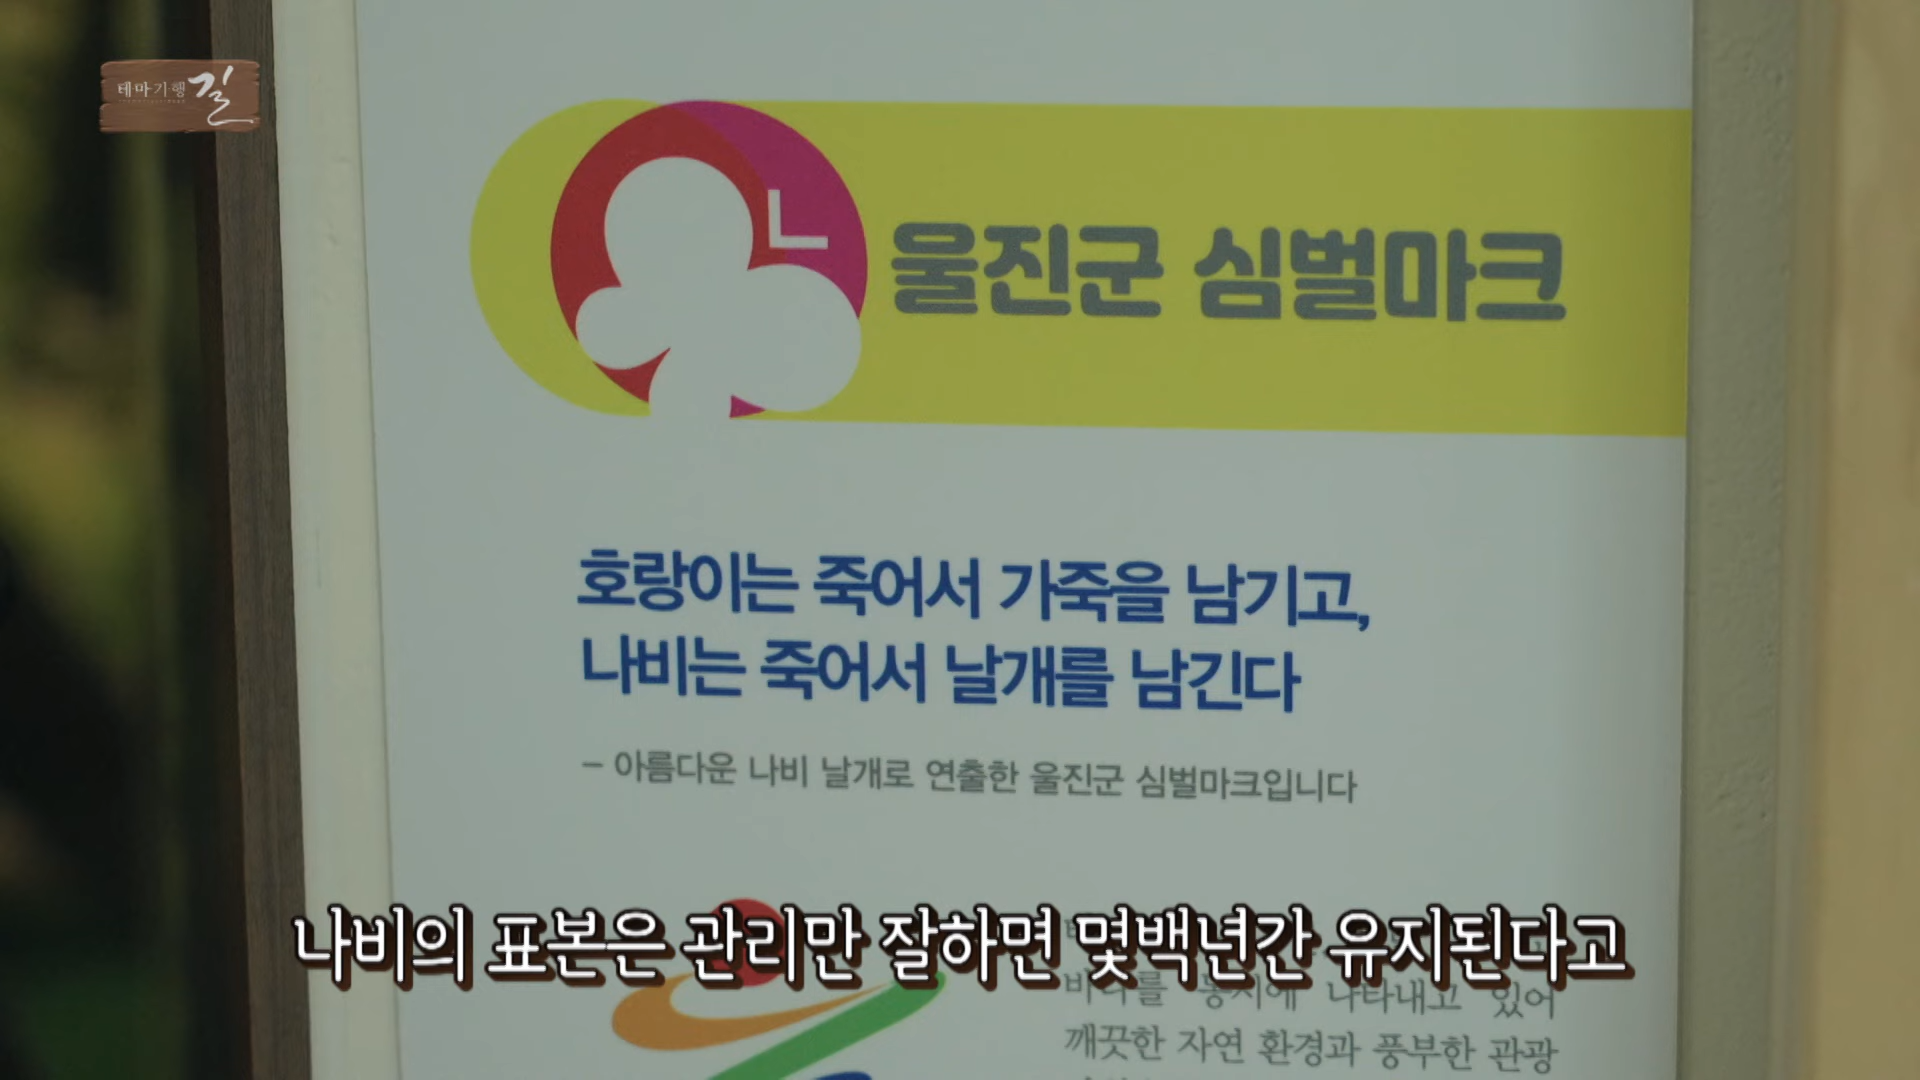 테마기행 길
울진군 심벌마크
호랑이는 죽어서 가죽을 남기고,
나비는 죽어서 날개를 남긴다
– 아름다운 나비 날개로 연출한 울진군 심벌마크입니다
나비의 표본은 관리만 잘하면 몇백년간 유지된다고
나타내고 있어
깨끗한 자연 환경과 풍부한 관광